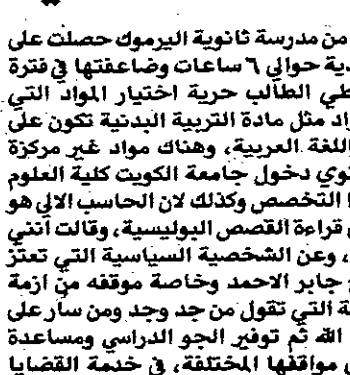 من مدرسة ثانوية اليرموك حصلت على
دية حوالي ٦ ساعات وضاعفتها في فترة
طي الطالب حرية اختيار المواد التي
اد مثل مادة التربية البدنية تكون على
اللغة العربية، وهناك مواد غير مركزة
نوي دخول جامعة الكويت كلية العلوم
ا التخصص وكذلك لان الحاسب الالي هو
ى قراءة القصص البوليسية، وقالت أنني
، وعن الشخصية السياسية التي تعتز
خ جابر الاحمد وخاصة موقفه من ازمة
ة التي تقول من جد وجد ومن سار على
الله ثم توفير الجو الدراسي ومساعدة
ى مواقفها المختلفة، في خدمة القضايا